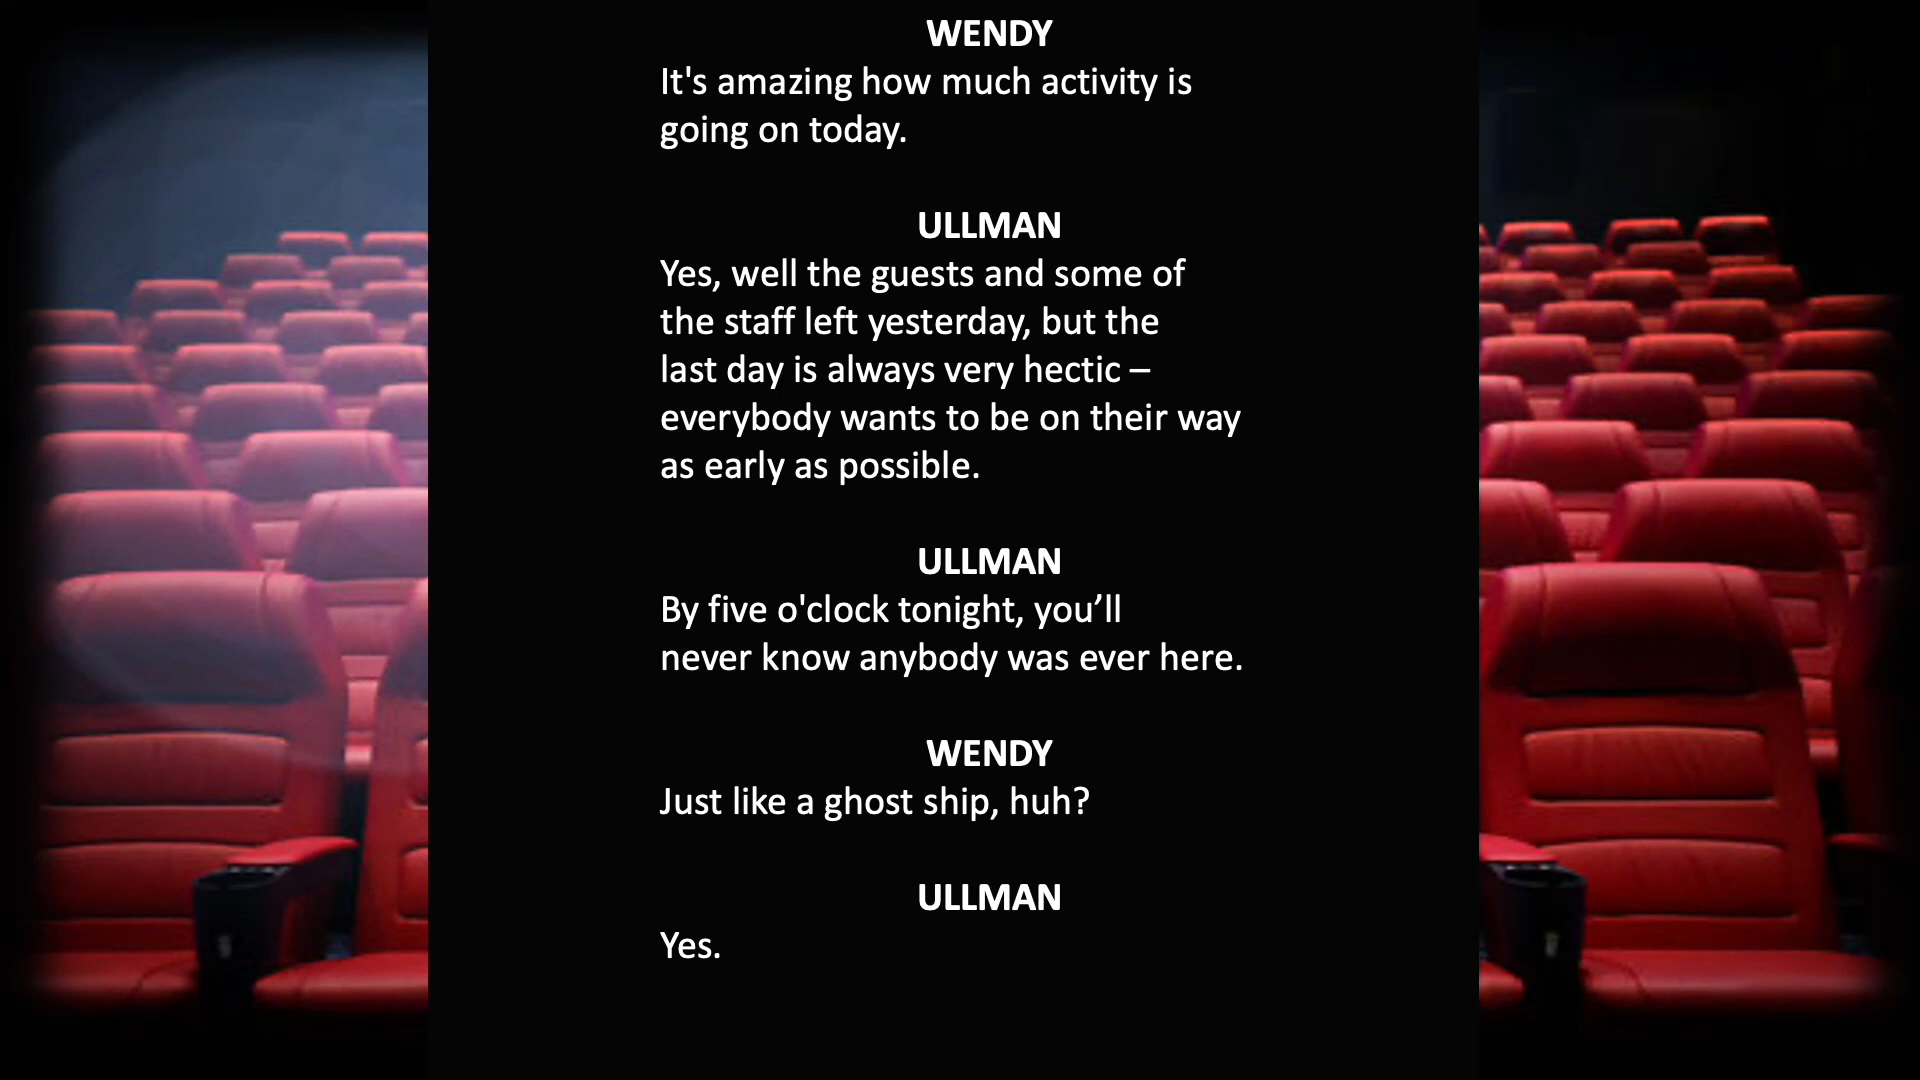 WENDY
It's amazing how much activity is
going on today.
ULLMAN
Yes, well the guests and some of
the staff left yesterday, but the
last day is always very hectic –
everybody wants to be on their way
as early as possible.
ULLMAN
By five o'clock tonight, you’ll
never know anybody was ever here.
WENDY
Just like a ghost ship, huh?
ULLMAN
Yes.